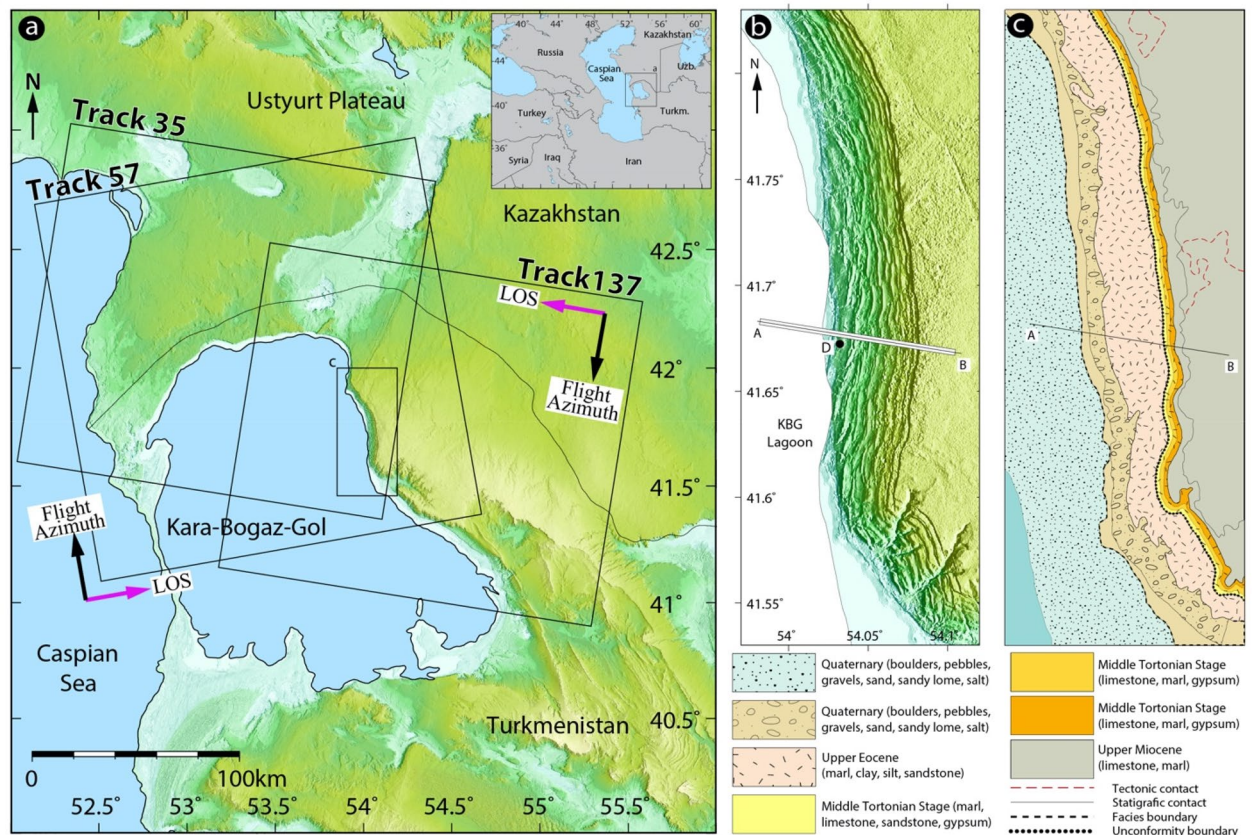 a
N
Ustyurt Plateau
Track 35
Track 57
Kazakhstan
Track137
LOS
Flight
Azimuth
c
Flight
Azimuth
LOS
Kara-Bogaz-Gol
Caspian
Sea
Turkmenistan
0 100km
52.5° 53° 53.5° 54° 54.5° 55° 55.5°
42.5°
42°
41.5°
41°
40.5°
40° 44° 48° 52° 56° 60°
44°
40°
36°
Russia
Kazakhstan
Caspian
Sea
a
Uzb.
Turkey
Turkm.
Syria
Iraq
Iran
b
N
41.75°
41.7°
41.65°
41.6°
41.55°
A
D
B
KBG
Lagoon
54° 54.05° 54.1°
c
A
B
Quaternary (boulders, pebbles,
gravels, sand, sandy lome, salt)
Quaternary (boulders, pebbles,
gravels, sand, sandy lome, salt)
Upper Eocene
(marl, clay, silt, sandstone)
Middle Tortonian Stage (marl,
limestone, sandstone, gypsum)
Middle Tortonian Stage
(limestone, marl, gypsum)
Middle Tortonian Stage
(limestone, marl, gypsum)
Upper Miocene
(limestone, marl)
Tectonic contact
Statigrafic contact
Facies boundary
Unconformity boundary